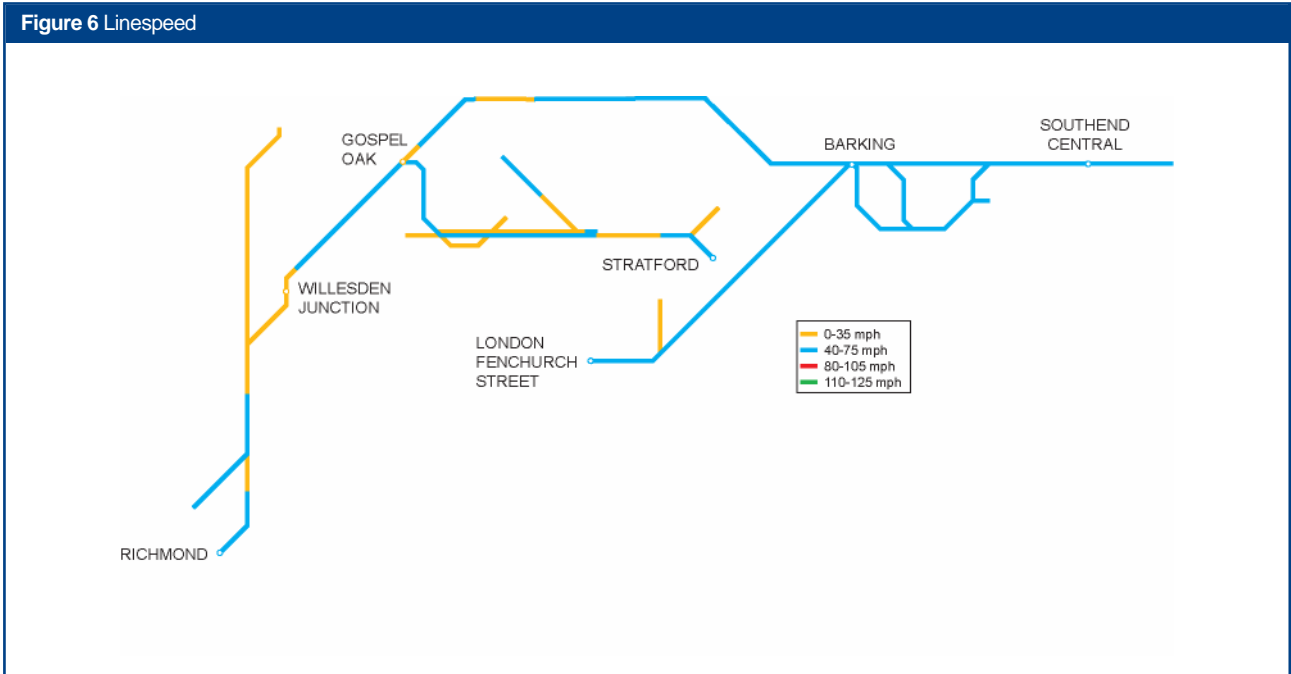 Figure 6 Linespeed
SOUTHEND
CENTRAL
GOSPEL
OAK
BARKING
STRATFORD
WILLESDEN
JUNCTION
LONDON
FENCHURCH
STREET
0-35 mph
40-75 mph
80-105 mph
110-125 mph
RICHMOND